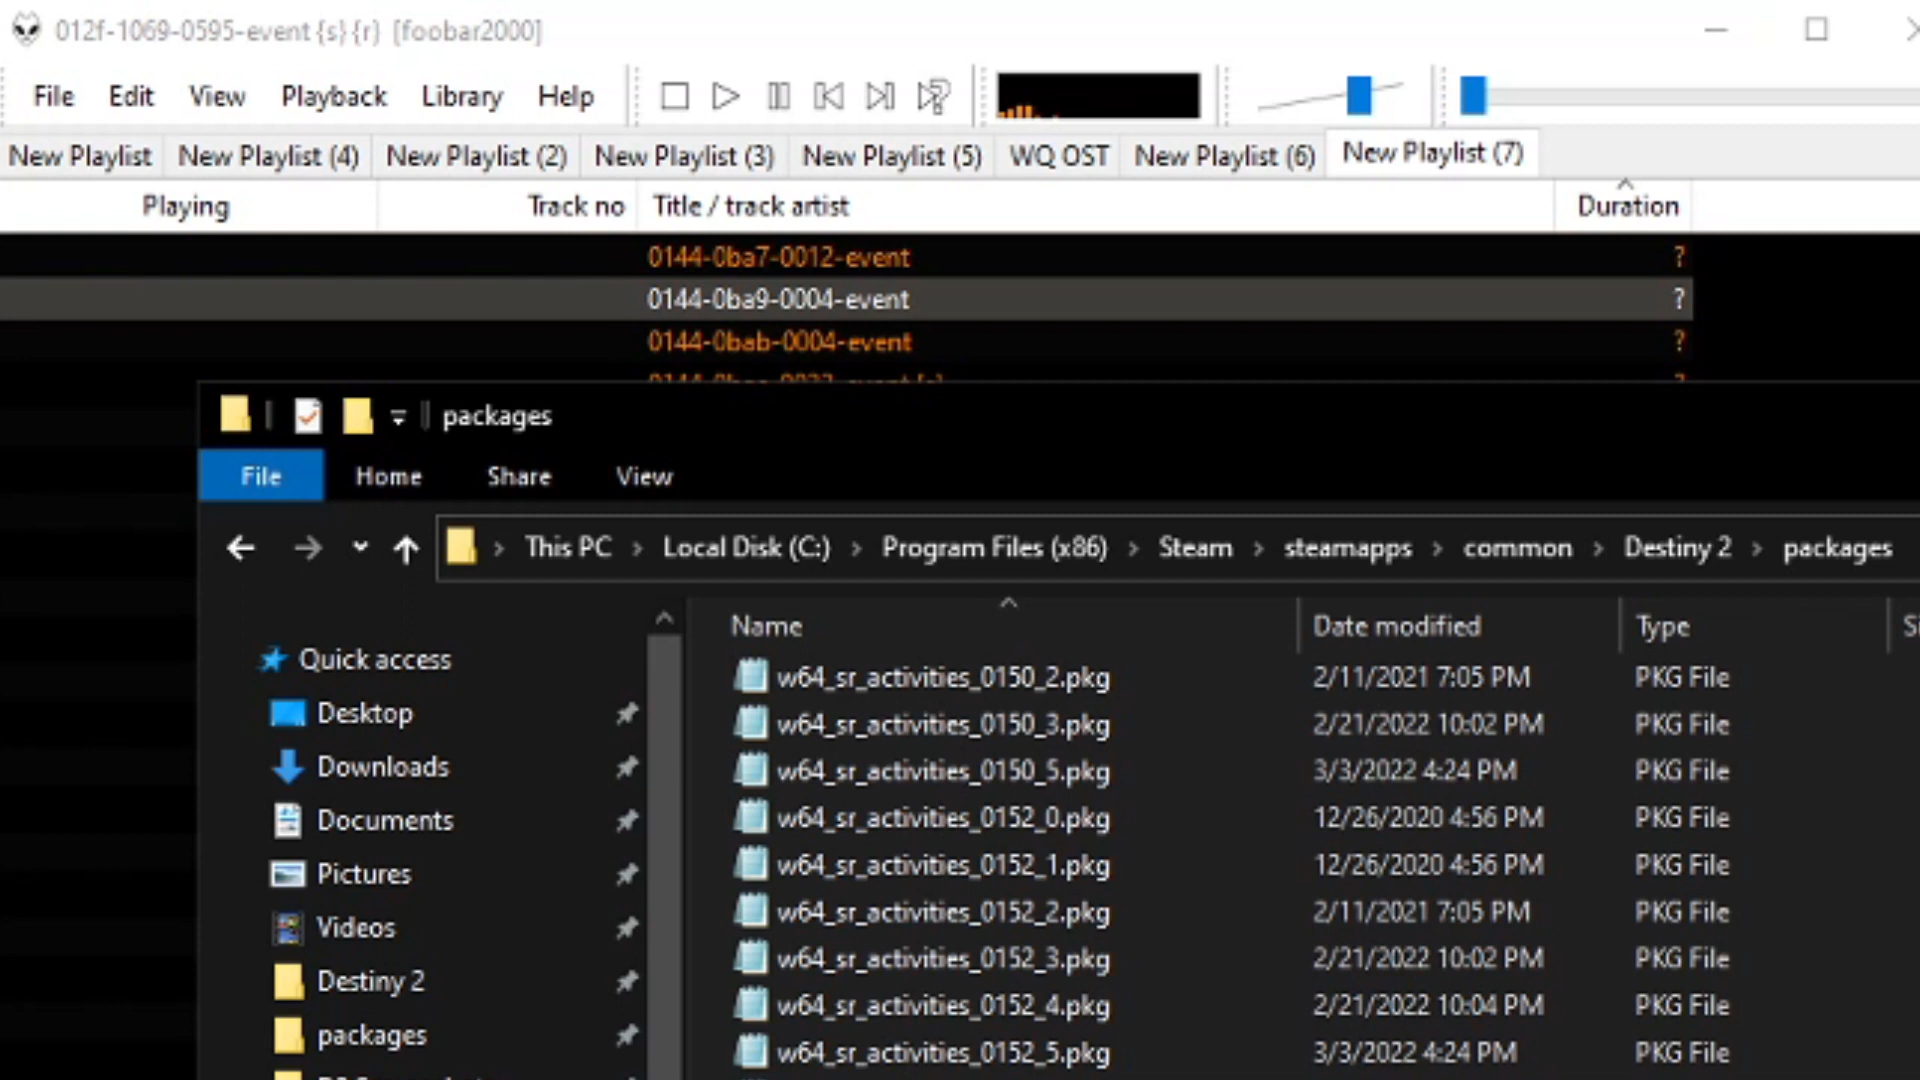 012f-1069-0595-event {s} {r} [foobar2000]
File Edit View Playback Library Help
New Playlist New Playlist (4) New Playlist (2) New Playlist (3) New Playlist (5) WQ OST New Playlist (6) New Playlist (7)
Playing Track no Title / track artist Duration
0144-0ba7-0012-event ?
0144-0ba9-0004-event ?
0144-0bab-0004-event ?
packages
File Home Share View
This PC > Local Disk (C:) > Program Files (x86) > Steam > steamapps > common > Destiny 2 > packages
Name Date modified Type
Quick access
Desktop
Downloads
Documents
Pictures
Videos
Destiny 2
packages
w64_sr_activities_0150_2.pkg 2/11/2021 7:05 PM PKG File
w64_sr_activities_0150_3.pkg 2/21/2022 10:02 PM PKG File
w64_sr_activities_0150_5.pkg 3/3/2022 4:24 PM PKG File
w64_sr_activities_0152_0.pkg 12/26/2020 4:56 PM PKG File
w64_sr_activities_0152_1.pkg 12/26/2020 4:56 PM PKG File
w64_sr_activities_0152_2.pkg 2/11/2021 7:05 PM PKG File
w64_sr_activities_0152_3.pkg 2/21/2022 10:02 PM PKG File
w64_sr_activities_0152_4.pkg 2/21/2022 10:04 PM PKG File
w64_sr_activities_0152_5.pkg 3/3/2022 4:24 PM PKG File